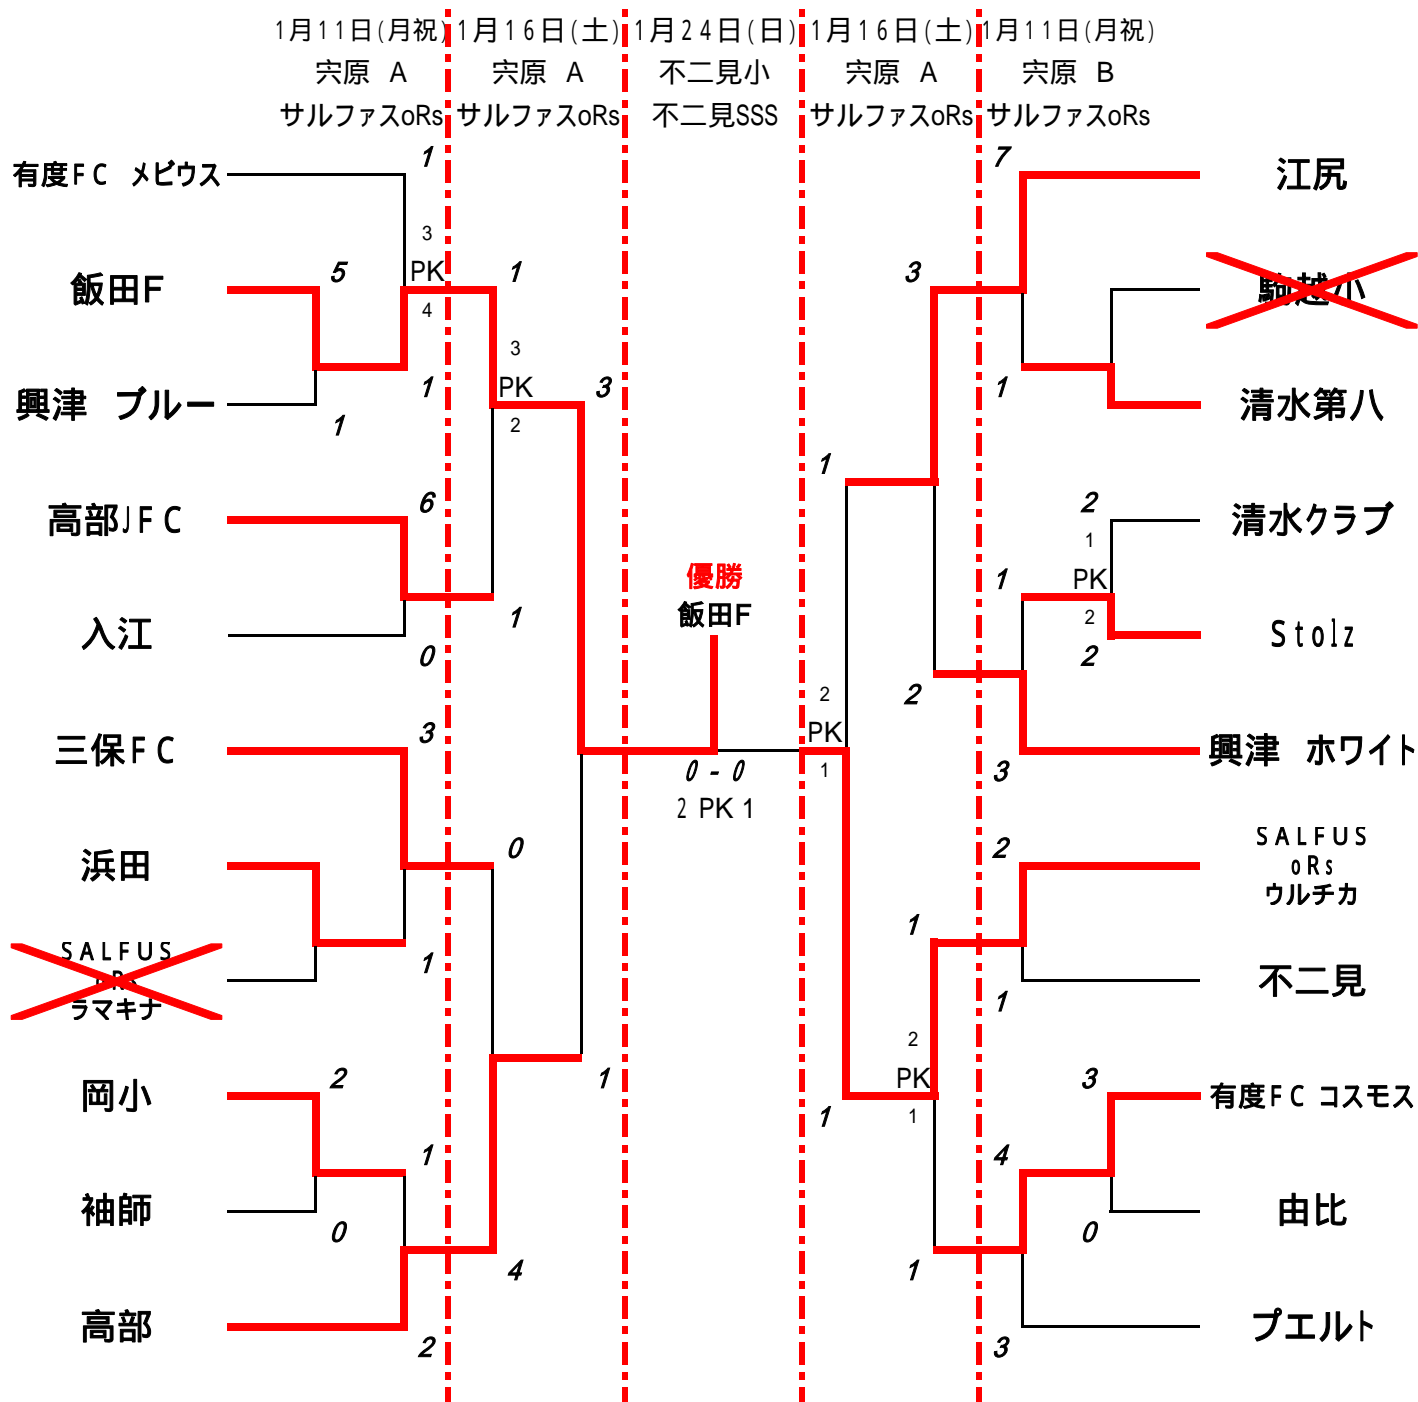 1月11日(月祝) 1月16日(土) 1月24日(日) 1月16日(土) 1月11日(月祝)
宍原 A 宍原 A 不二見小 宍原 A 宍原 B
サルファスoRs サルファスoRs 不二見SSS サルファスoRs サルファスoRs
1 7
有度FC メビウス 江尻
3
5 PK 1 3
飯田F 駒越小
4
3
1 PK 3 1
興津 ブルー 清水第八
1 2
1
6 2
高部JFC 清水クラブ
1
優勝 1 PK
飯田F
1 2
入江 Stolz
0 2
2 2
3 PK 3
三保FC 興津 ホワイト
0 - 0 1
2 PK 1
0 2 SALFUS
浜田 oRs
ウルチカ
1 1
SALFUS
oRs 不二見
ラマキナ 1
2
2 1 PK 3
岡小 有度FC コスモス
1 1
1 4
袖師 由比
0 0
4 1
高部 プエルト
2 3